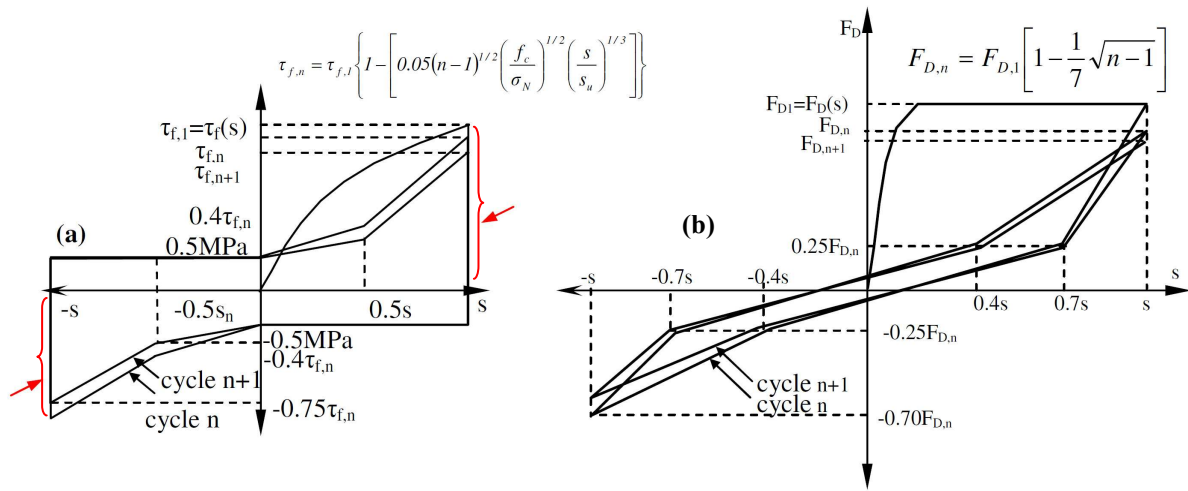 τ_{f,n} = τ_{f,1} { 1 - [ 0.05(n-1)^{1/2} (f_c/σ_N)^{1/2} (s/s_u)^{1/3} ] }
τ_{f,1}=τ_f(s)
τ_{f.n}
τ_{f,n+1}
0.4τ_{f,n}
(a)
0.5MPa
-s
-0.5s_n
0.5s
s
-0.5MPa
-0.4τ_{f,n}
cycle n+1
cycle n
-0.75τ_{f,n}
F_D
F_{D,n} = F_{D,1} [ 1 - 1/7 √(n-1) ]
F_{D1}=F_D(s)
F_{D,n}
F_{D,n+1}
(b)
0.25F_{D,n}
-s
-0.7s
-0.4s
s
0.4s
0.7s
s
-0.25F_{D,n}
cycle n+1
cycle n
-0.70F_{D,n}